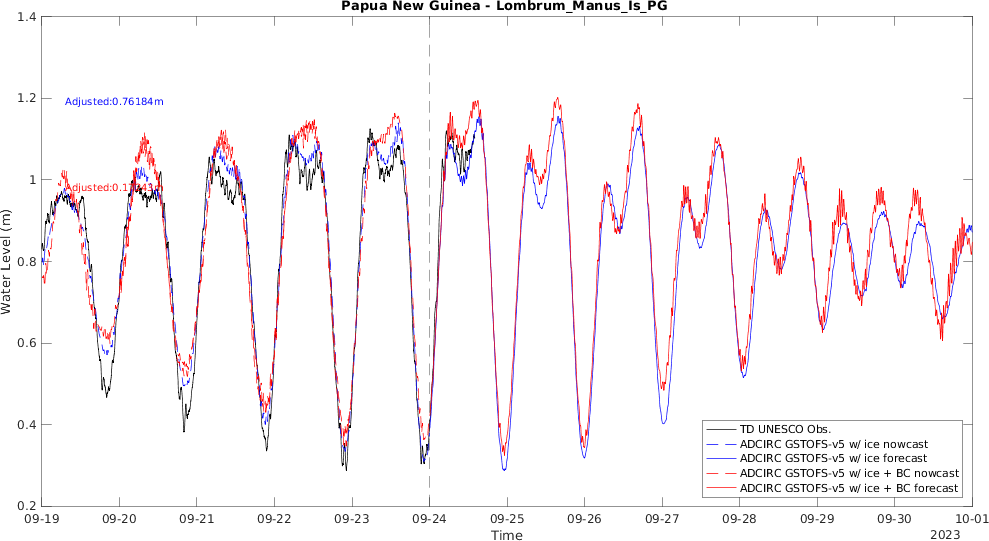 Papua New Guinea - Lombrum_Manus_Is_PG
1.4
1.2
1
0.8
0.6
0.4
0.2
Water Level (m)
Adjusted:0.76184m
09-19
09-20
09-21
09-22
09-23
09-24
09-25
09-26
09-27
09-28
09-29
09-30
10-01
2023
Time
TD UNESCO Obs.
ADCIRC GSTOFS-v5 w/ ice nowcast
ADCIRC GSTOFS-v5 w/ ice forecast
ADCIRC GSTOFS-v5 w/ ice + BC nowcast
ADCIRC GSTOFS-v5 w/ ice + BC forecast